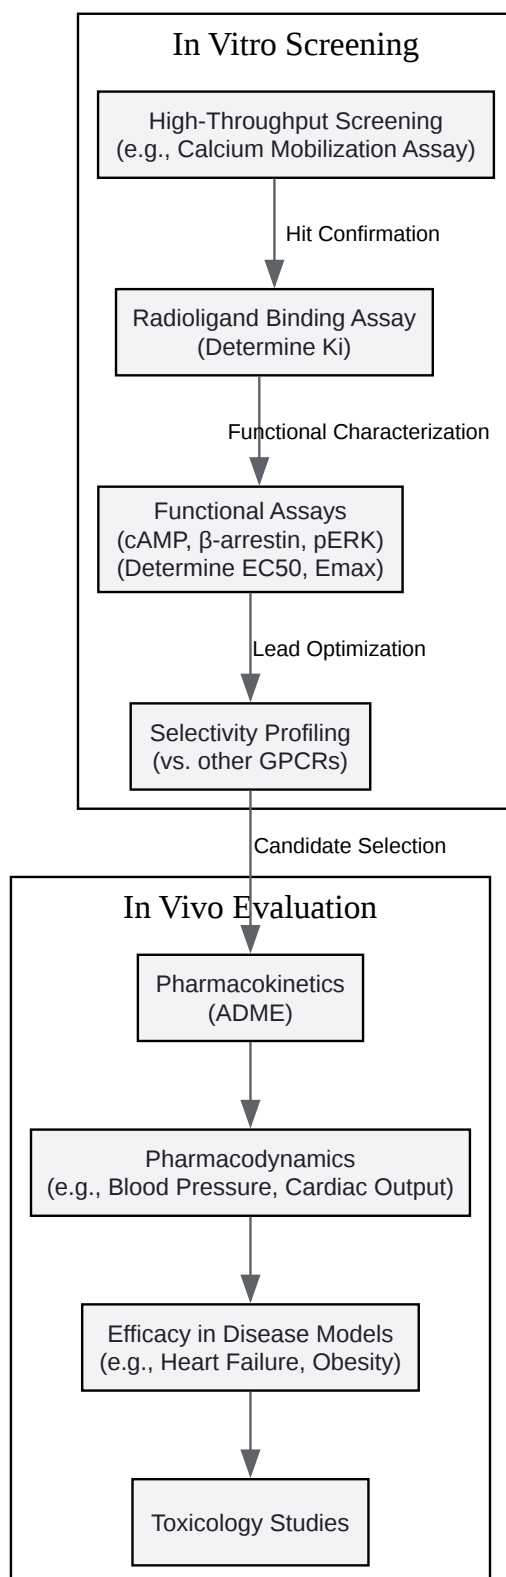 In Vitro Screening
High-Throughput Screening
(e.g., Calcium Mobilization Assay)
Hit Confirmation
Radioligand Binding Assay
(Determine Ki)
Functional Characterization
Functional Assays
(cAMP, β-arrestin, pERK)
(Determine EC50, Emax)
Lead Optimization
Selectivity Profiling
(vs. other GPCRs)
Candidate Selection
In Vivo Evaluation
Pharmacokinetics
(ADME)
Pharmacodynamics
(e.g., Blood Pressure, Cardiac Output)
Efficacy in Disease Models
(e.g., Heart Failure, Obesity)
Toxicology Studies